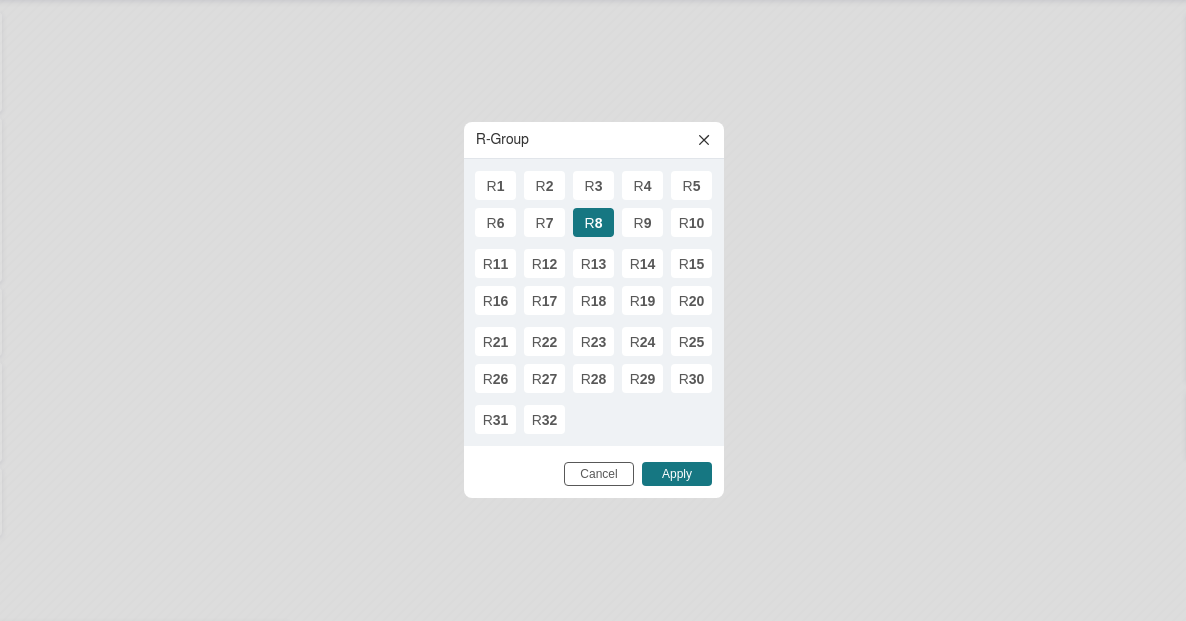 R-Group
R1 R2 R3 R4 R5
R6 R7 R8 R9 R10
R11 R12 R13 R14 R15
R16 R17 R18 R19 R20
R21 R22 R23 R24 R25
R26 R27 R28 R29 R30
R31 R32
Cancel Apply